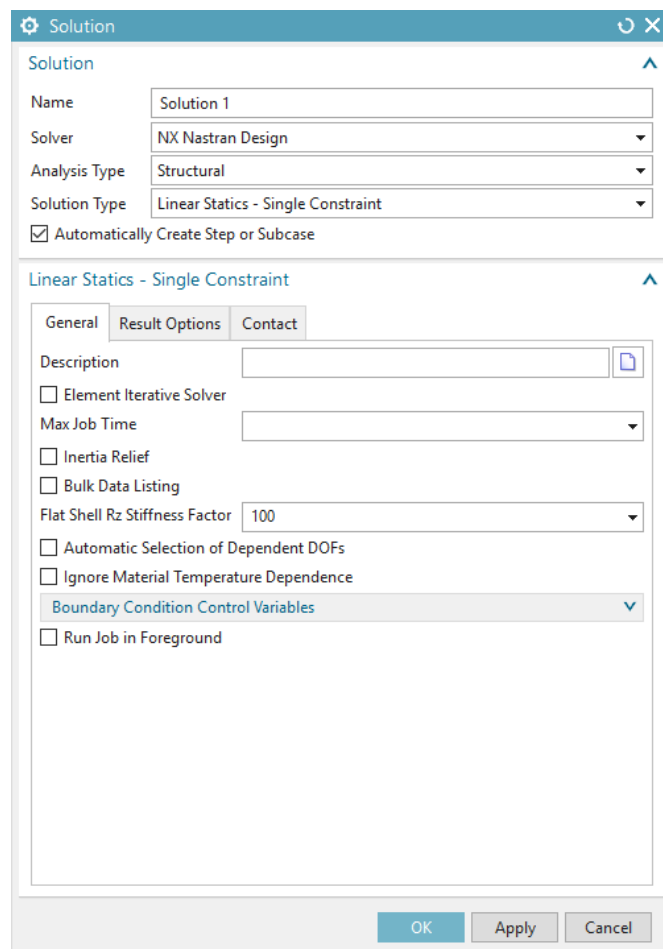 Solution
Solution
Name Solution 1
Solver NX Nastran Design
Analysis Type Structural
Solution Type Linear Statics - Single Constraint
Automatically Create Step or Subcase
Linear Statics - Single Constraint
General Result Options Contact
Description
Element Iterative Solver
Max Job Time
Inertia Relief
Bulk Data Listing
Flat Shell Rz Stiffness Factor 100
Automatic Selection of Dependent DOFs
Ignore Material Temperature Dependence
Boundary Condition Control Variables
Run Job in Foreground
OK Apply Cancel